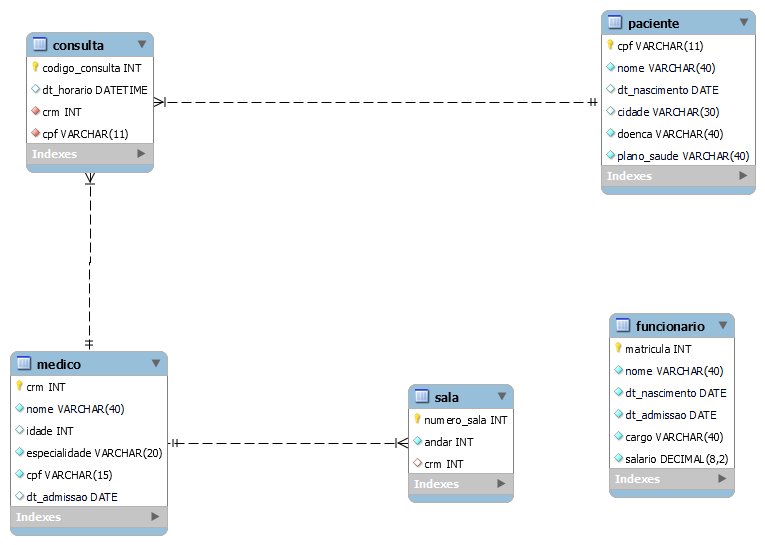 consulta
codigo_consulta INT
dt_horario DATETIME
crm INT
cpf VARCHAR(11)
Indexes
paciente
cpf VARCHAR(11)
nome VARCHAR(40)
dt_nascimento DATE
cidade VARCHAR(30)
doenca VARCHAR(40)
plano_saude VARCHAR(40)
Indexes
medico
crm INT
nome VARCHAR(40)
idade INT
especialidade VARCHAR(20)
cpf VARCHAR(15)
dt_admissao DATE
Indexes
sala
numero_sala INT
andar INT
crm INT
Indexes
funcionario
matricula INT
nome VARCHAR(40)
dt_nascimento DATE
dt_admissao DATE
cargo VARCHAR(40)
salario DECIMAL(8,2)
Indexes